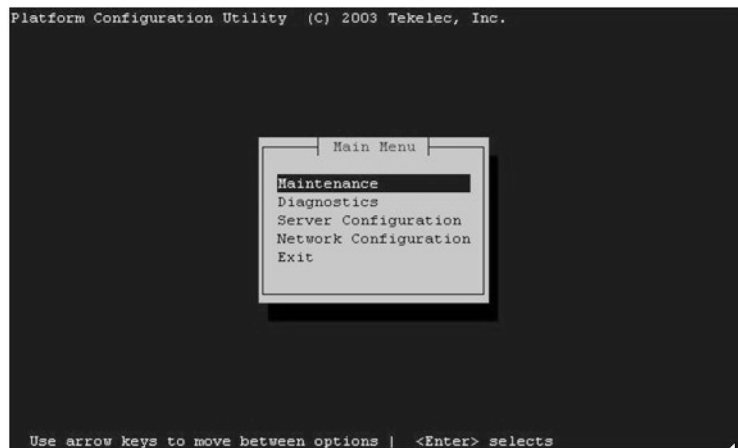 Platform Configuration Utility  (C) 2003 Tekelec, Inc.
Main Menu
Maintenance
Diagnostics
Server Configuration
Network Configuration
Exit
Use arrow keys to move between options |  <Enter> selects